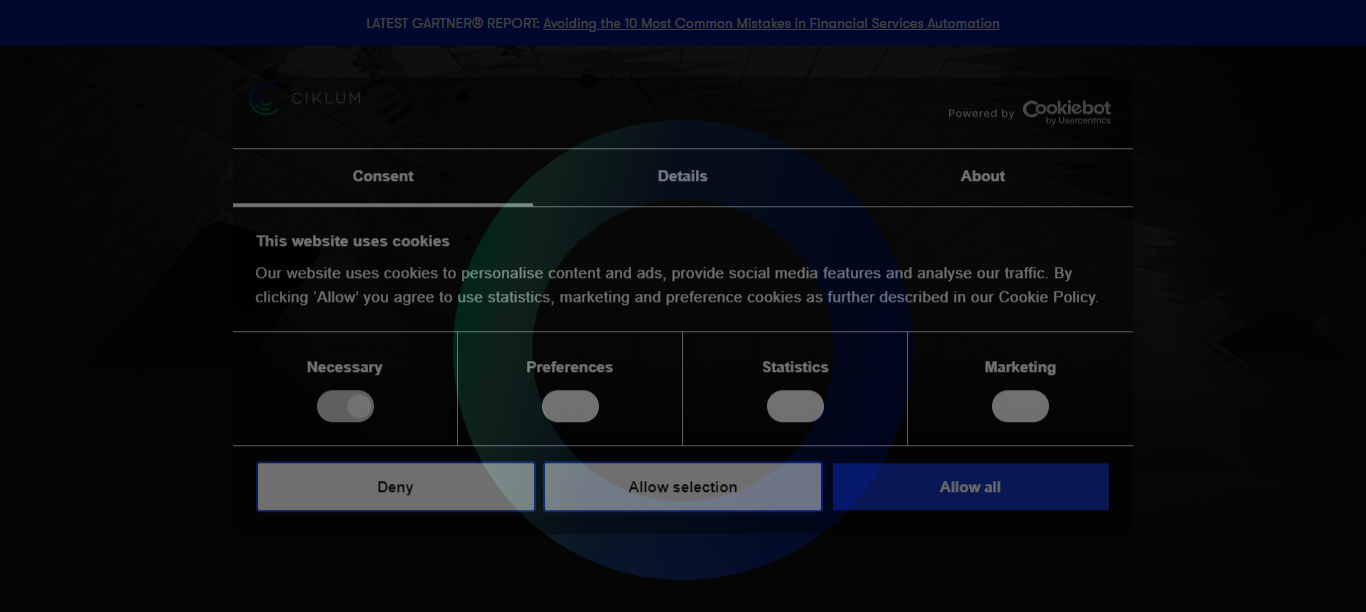 LATEST GARTNER® REPORT: Avoiding the 10 Most Common Mistakes in Financial Services Automation
CIKLUM
Powered by Cookiebot
by Usercentrics
Consent
Details
About
This website uses cookies
Our website uses cookies to personalise content and ads, provide social media features and analyse our traffic. By
clicking 'Allow' you agree to use statistics, marketing and preference cookies as further described in our Cookie Policy.
Necessary
Preferences
Statistics
Marketing
Deny
Allow selection
Allow all